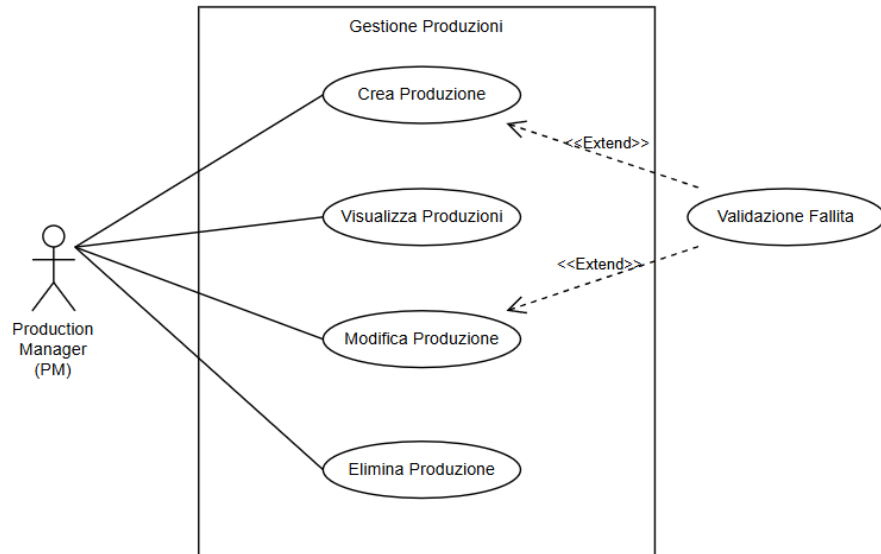 Gestione Produzioni
Crea Produzione
<<Extend>>
Visualizza Produzioni
Validazione Fallita
<<Extend>>
Modifica Produzione
Production
Manager
(PM)
Elimina Produzione